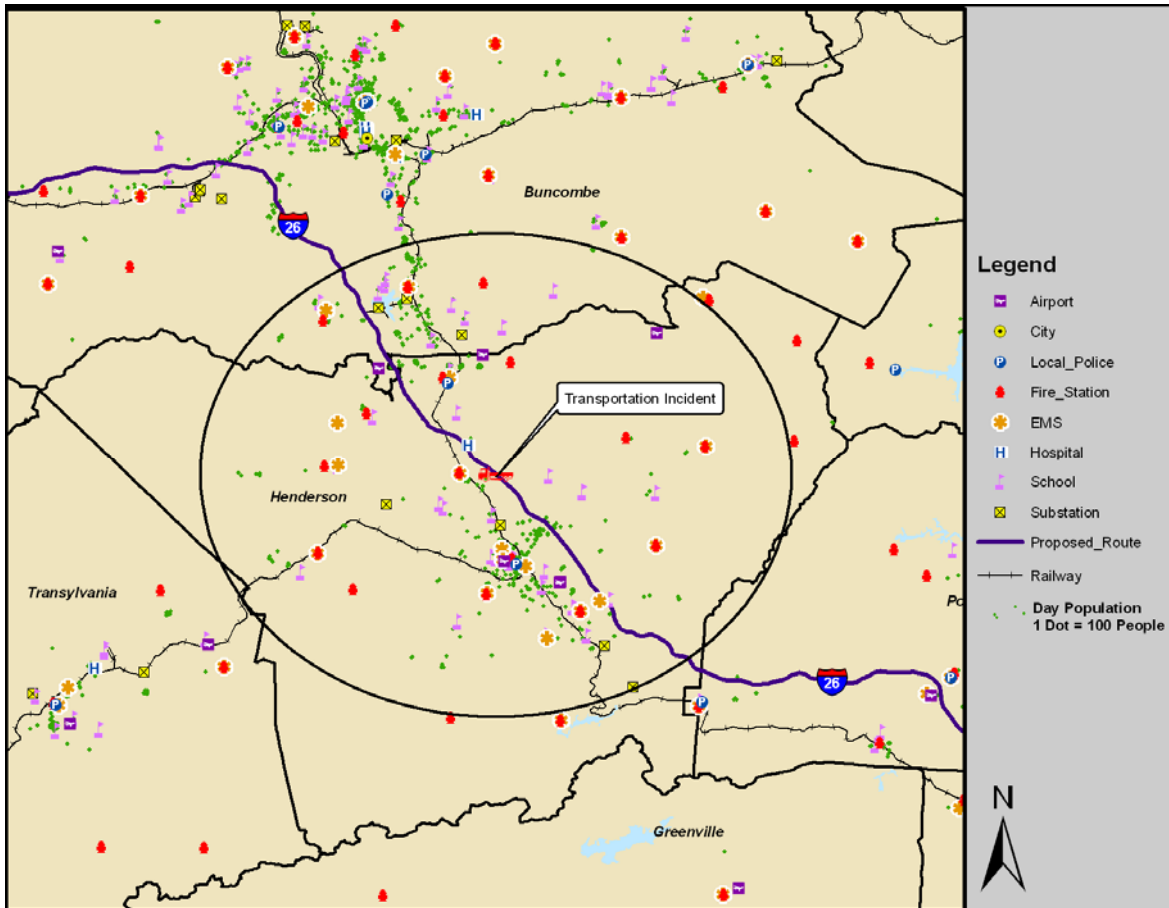 Buncombe
26
Transportation Incident
Henderson
Transylvania
Po
26
Greenville
Legend
Airport
City
Local_Police
Fire_Station
EMS
Hospital
School
Substation
Proposed_Route
Railway
Day Population
1 Dot = 100 People
N